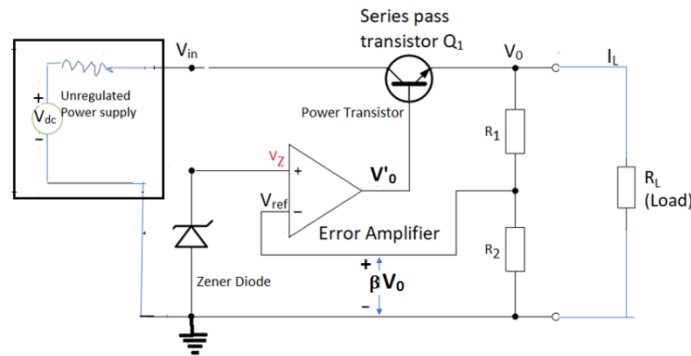 Series pass
transistor Q1
Vin
V0
IL
Unregulated
Power supply
+
Vdc
−
Power Transistor
R1
VZ
+
V'0
Vref
−
RL
(Load)
Error Amplifier
R2
+
βV0
−
Zener Diode